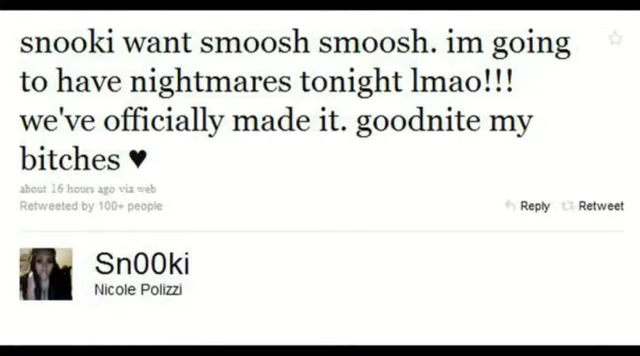 snooki want smoosh smoosh. im going
to have nightmares tonight lmao!!!
we've officially made it. goodnite my
bitches ♥
about 16 hours ago via web
Retweeted by 100+ people
Reply Retweet
Sn00ki
Nicole Polizzi